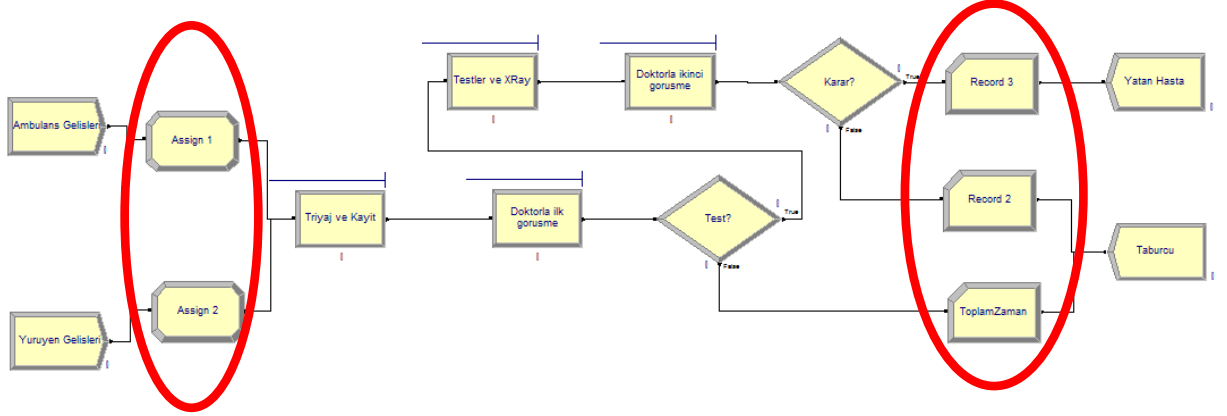 Ambulans Gelisleri
Assign 1
Yuruyen Gelisleri
Assign 2
Triyaj ve Kayit
Doktorla ilk
gorusme
Test?
True
False
Testler ve XRay
Doktorla ikinci
gorusme
Karar?
True
False
Record 3
Record 2
ToplamZaman
Yatan Hasta
Taburcu